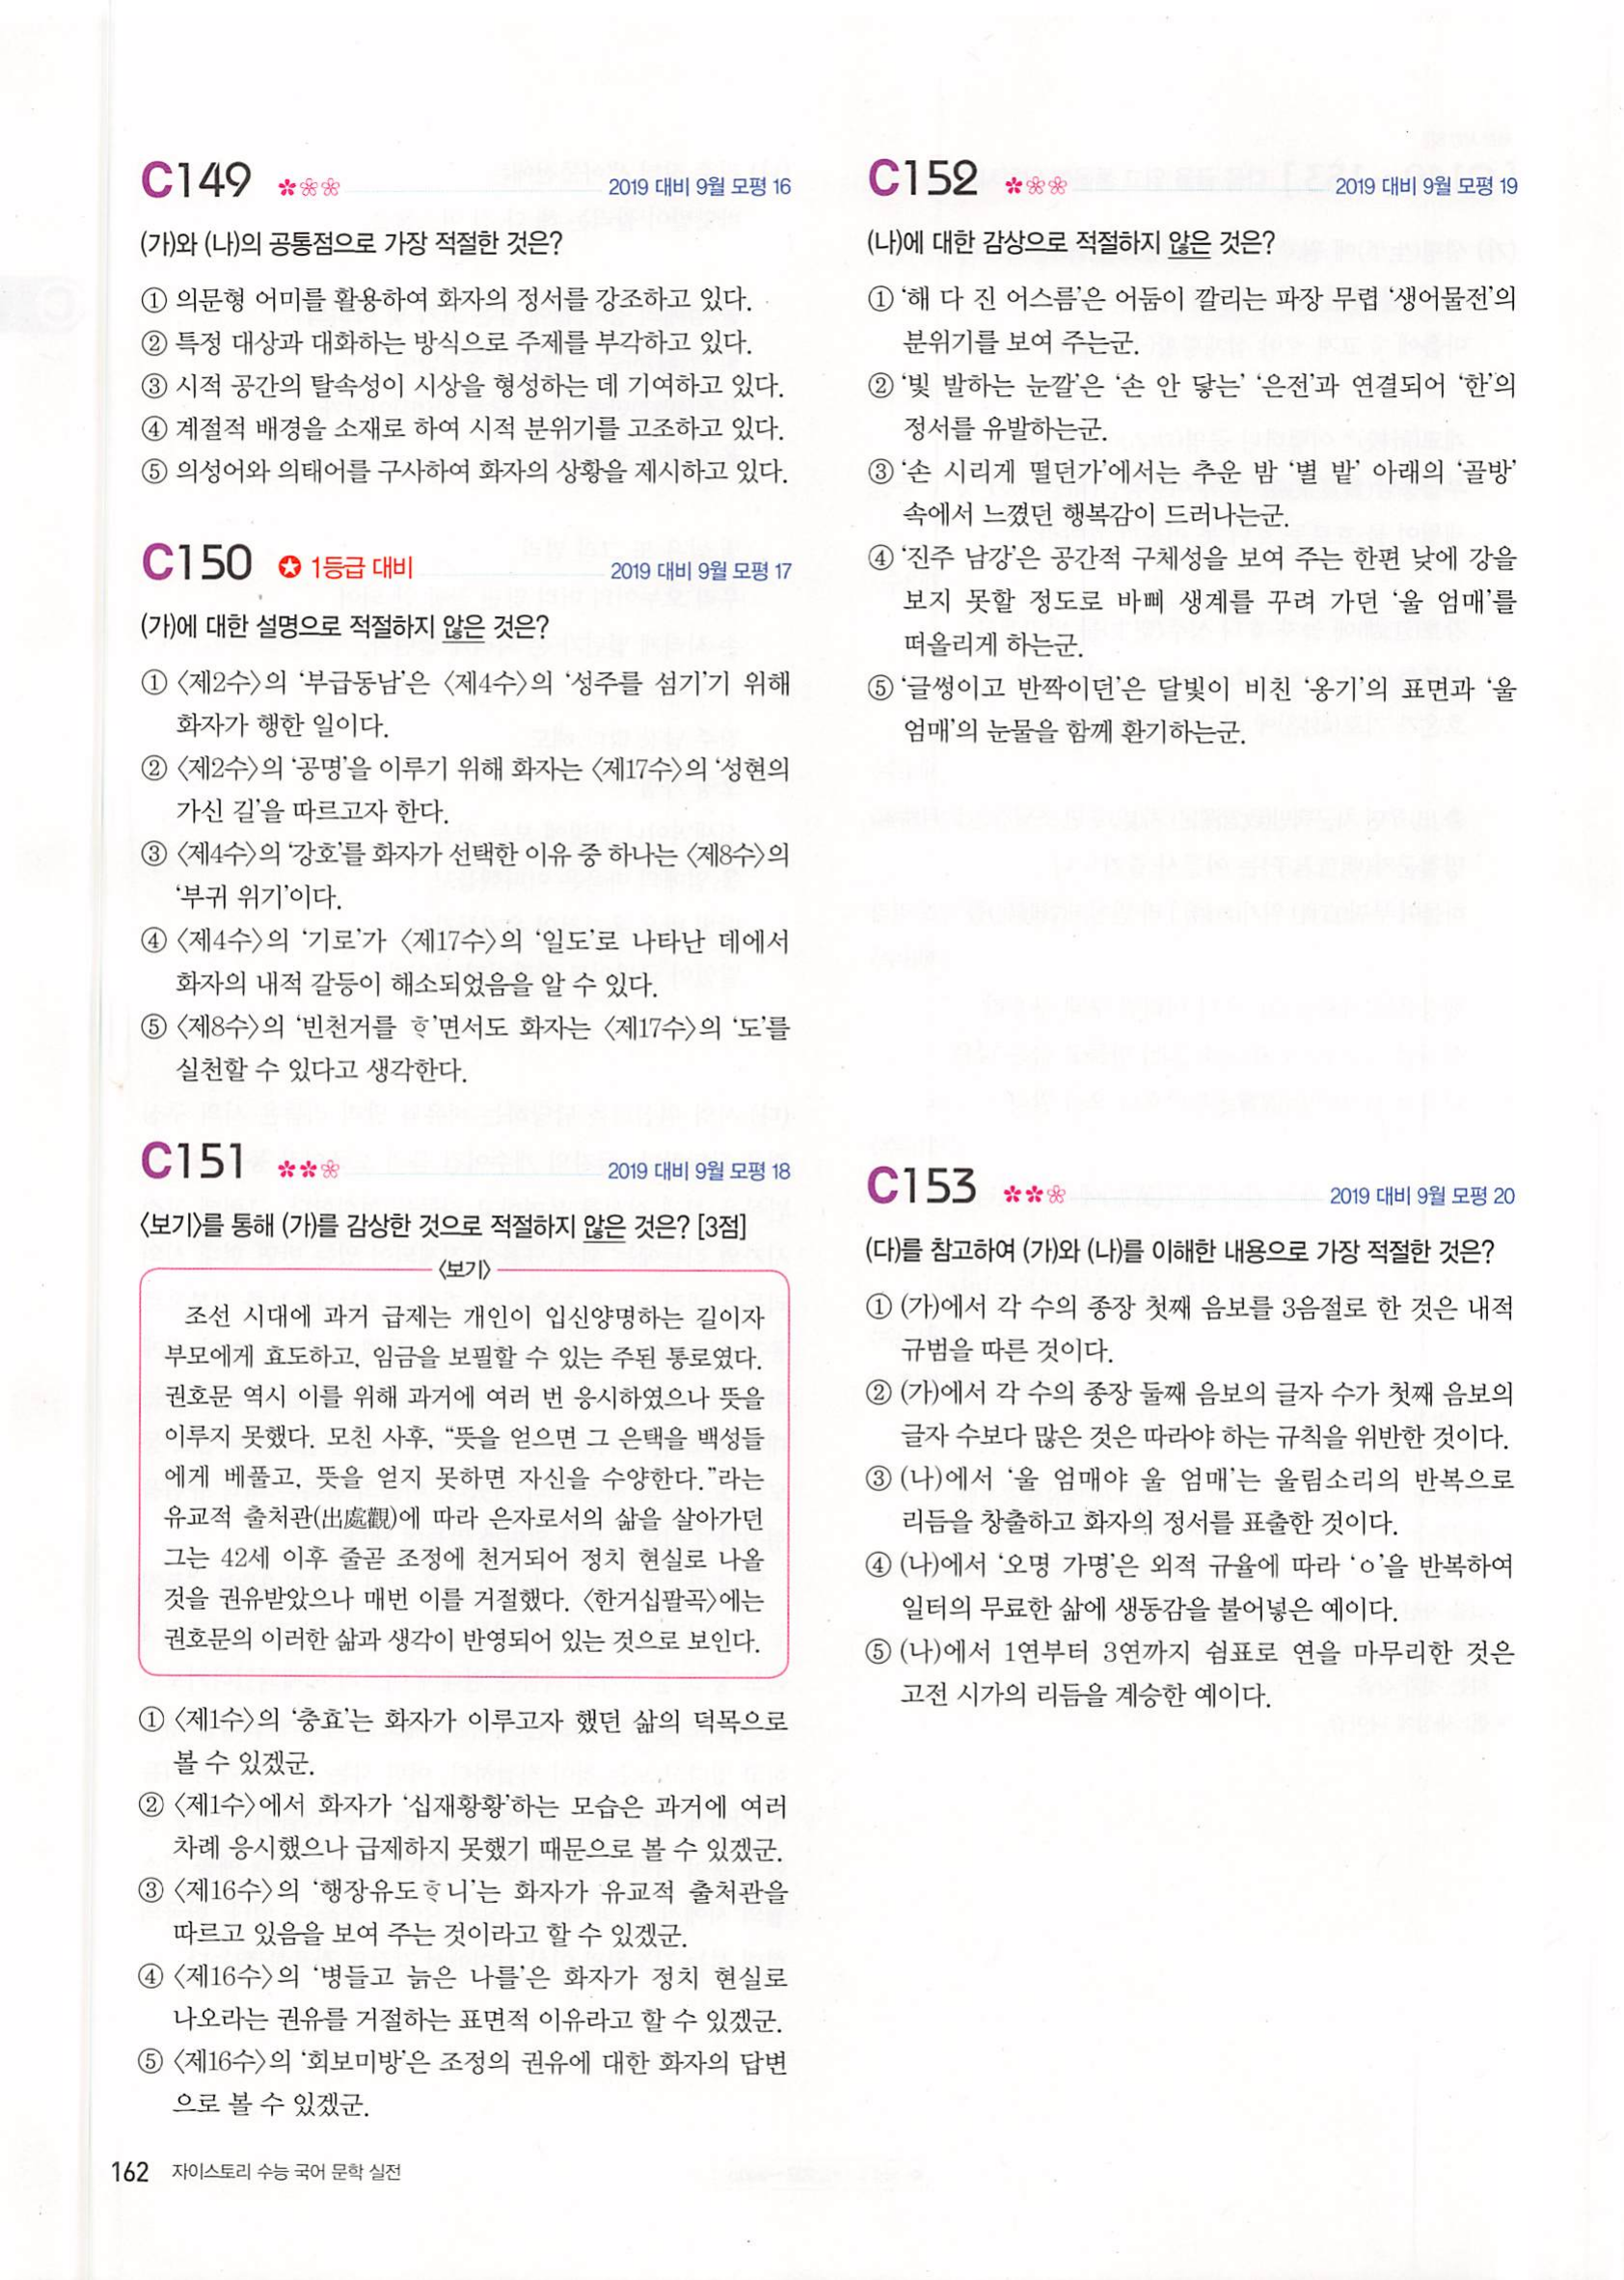 C149
2019 대비 9월 모평 16
(가)와 (나)의 공통점으로 가장 적절한 것은?
① 의문형 어미를 활용하여 화자의 정서를 강조하고 있다.
② 특정 대상과 대화하는 방식으로 주제를 부각하고 있다.
③ 시적 공간의 탈속성이 시상을 형성하는 데 기여하고 있다.
④ 계절적 배경을 소재로 하여 시적 분위기를 고조하고 있다.
⑤ 의성어와 의태어를 구사하여 화자의 상황을 제시하고 있다.
C150 1등급 대비
2019 대비 9월 모평 17
(가)에 대한 설명으로 적절하지 않은 것은?
① 〈제2수〉의 ‘부급동남’은 〈제4수〉의 ‘성주를 섬기’기 위해
화자가 행한 일이다.
② 〈제2수〉의 ‘공명’을 이루기 위해 화자는 〈제17수〉의 ‘성현의
가신 길’을 따르고자 한다.
③ 〈제4수〉의 ‘강호’를 화자가 선택한 이유 중 하나는 〈제8수〉의
‘부귀 위기’이다.
④ 〈제4수〉의 ‘기로’가 〈제17수〉의 ‘일도’로 나타난 데에서
화자의 내적 갈등이 해소되었음을 알 수 있다.
⑤ 〈제8수〉의 ‘빈천거를 ᄒᆞ’면서도 화자는 〈제17수〉의 ‘도’를
실천할 수 있다고 생각한다.
C151
2019 대비 9월 모평 18
〈보기〉를 통해 (가)를 감상한 것으로 적절하지 않은 것은? [3점]
〈보기〉
조선 시대에 과거 급제는 개인이 입신양명하는 길이자
부모에게 효도하고, 임금을 보필할 수 있는 주된 통로였다.
권호문 역시 이를 위해 과거에 여러 번 응시하였으나 뜻을
이루지 못했다. 모친 사후, “뜻을 얻으면 그 은택을 백성들
에게 베풀고, 뜻을 얻지 못하면 자신을 수양한다.”라는
유교적 출처관(出處觀)에 따라 은자로서의 삶을 살아가던
그는 42세 이후 줄곧 조정에 천거되어 정치 현실로 나올
것을 권유받았으나 매번 이를 거절했다. 〈한거십팔곡〉에는
권호문의 이러한 삶과 생각이 반영되어 있는 것으로 보인다.
① 〈제1수〉의 ‘충효’는 화자가 이루고자 했던 삶의 덕목으로
볼 수 있겠군.
② 〈제1수〉에서 화자가 ‘십재황황’하는 모습은 과거에 여러
차례 응시했으나 급제하지 못했기 때문으로 볼 수 있겠군.
③ 〈제16수〉의 ‘행장유도ᄒᆞ니’는 화자가 유교적 출처관을
따르고 있음을 보여 주는 것이라고 할 수 있겠군.
④ 〈제16수〉의 ‘병들고 늙은 나를’은 화자가 정치 현실로
나오라는 권유를 거절하는 표면적 이유라고 할 수 있겠군.
⑤ 〈제16수〉의 ‘회보미방’은 조정의 권유에 대한 화자의 답변
으로 볼 수 있겠군.
162 자이스토리 수능 국어 문학 실전
C152
2019 대비 9월 모평 19
(나)에 대한 감상으로 적절하지 않은 것은?
① ‘해 다 진 어스름’은 어둠이 깔리는 파장 무렵 ‘생어물전’의
분위기를 보여 주는군.
② ‘빛 발하는 눈깔’은 ‘손 안 닿는’ ‘은전’과 연결되어 ‘한’의
정서를 유발하는군.
③ ‘손 시리게 떨던가’에서는 추운 밤 ‘별 밭’ 아래의 ‘골방’
속에서 느꼈던 행복감이 드러나는군.
④ ‘진주 남강’은 공간적 구체성을 보여 주는 한편 낮에 강을
보지 못할 정도로 바삐 생계를 꾸려 가던 ‘울 엄매’를
떠올리게 하는군.
⑤ ‘글썽이고 반짝이던’은 달빛이 비친 ‘옹기’의 표면과 ‘울
엄매’의 눈물을 함께 환기하는군.
C153
2019 대비 9월 모평 20
(다)를 참고하여 (가)와 (나)를 이해한 내용으로 가장 적절한 것은?
① (가)에서 각 수의 종장 첫째 음보를 3음절로 한 것은 내적
규범을 따른 것이다.
② (가)에서 각 수의 종장 둘째 음보의 글자 수가 첫째 음보의
글자 수보다 많은 것은 따라야 하는 규칙을 위반한 것이다.
③ (나)에서 ‘울 엄매야 울 엄매’는 울림소리의 반복으로
리듬을 창출하고 화자의 정서를 표출한 것이다.
④ (나)에서 ‘오명 가명’은 외적 규율에 따라 ‘ㅇ’을 반복하여
일터의 무료한 삶에 생동감을 불어넣은 예이다.
⑤ (나)에서 1연부터 3연까지 쉼표로 연을 마무리한 것은
고전 시가의 리듬을 계승한 예이다.